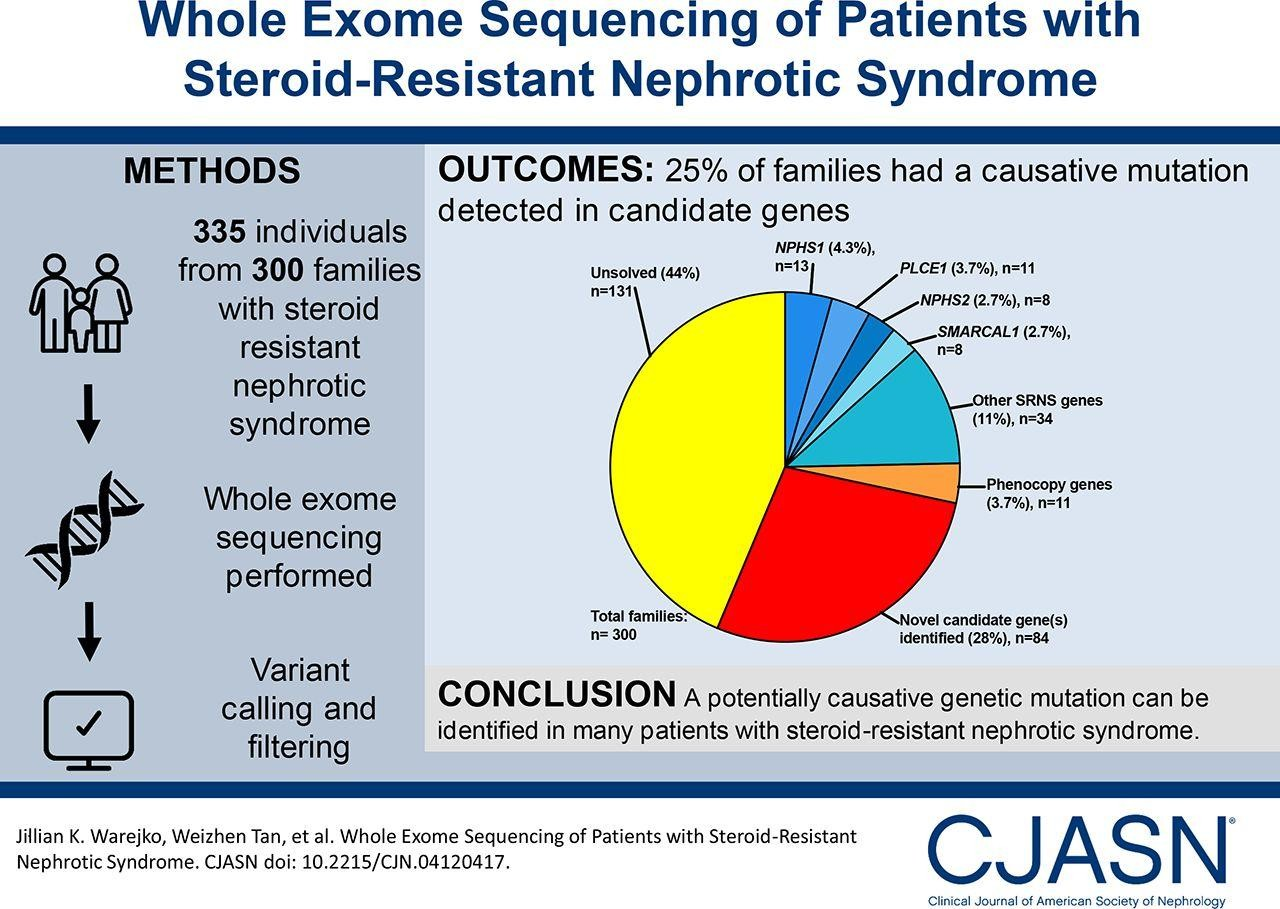 Whole Exome Sequencing of Patients with
Steroid-Resistant Nephrotic Syndrome
METHODS
335 individuals
from 300 families
with steroid
resistant
nephrotic
syndrome
Whole exome
sequencing
performed
Variant
calling and
filtering
OUTCOMES: 25% of families had a causative mutation
detected in candidate genes
Unsolved (44%)
n=131
NPHS1 (4.3%),
n=13
PLCE1 (3.7%), n=11
NPHS2 (2.7%), n=8
SMARCAL1 (2.7%),
n=8
Other SRNS genes
(11%), n=34
Phenocopy genes
(3.7%), n=11
Novel candidate gene(s)
identified (28%), n=84
Total families:
n= 300
CONCLUSION A potentially causative genetic mutation can be
identified in many patients with steroid-resistant nephrotic syndrome.
Jillian K. Warejko, Weizhen Tan, et al. Whole Exome Sequencing of Patients with Steroid-Resistant
Nephrotic Syndrome. CJASN doi: 10.2215/CJN.04120417.
CJASN®
Clinical Journal of American Society of Nephrology